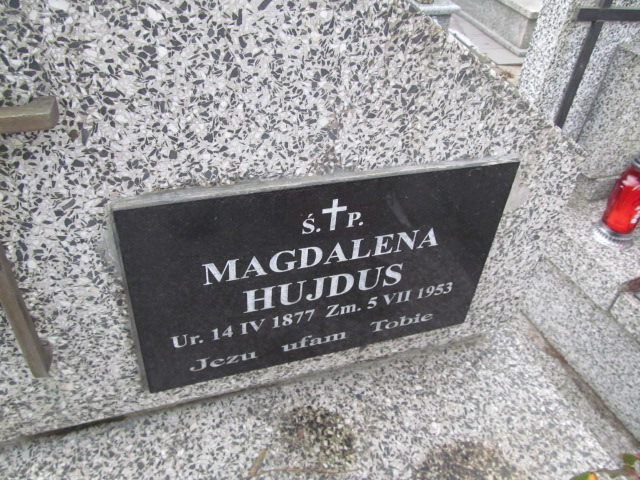 Ś.✝P.
MAGDALENA
HUJDUS
Ur. 14 IV 1877 Zm. 5 VII 1953
Jezu ufam Tobie